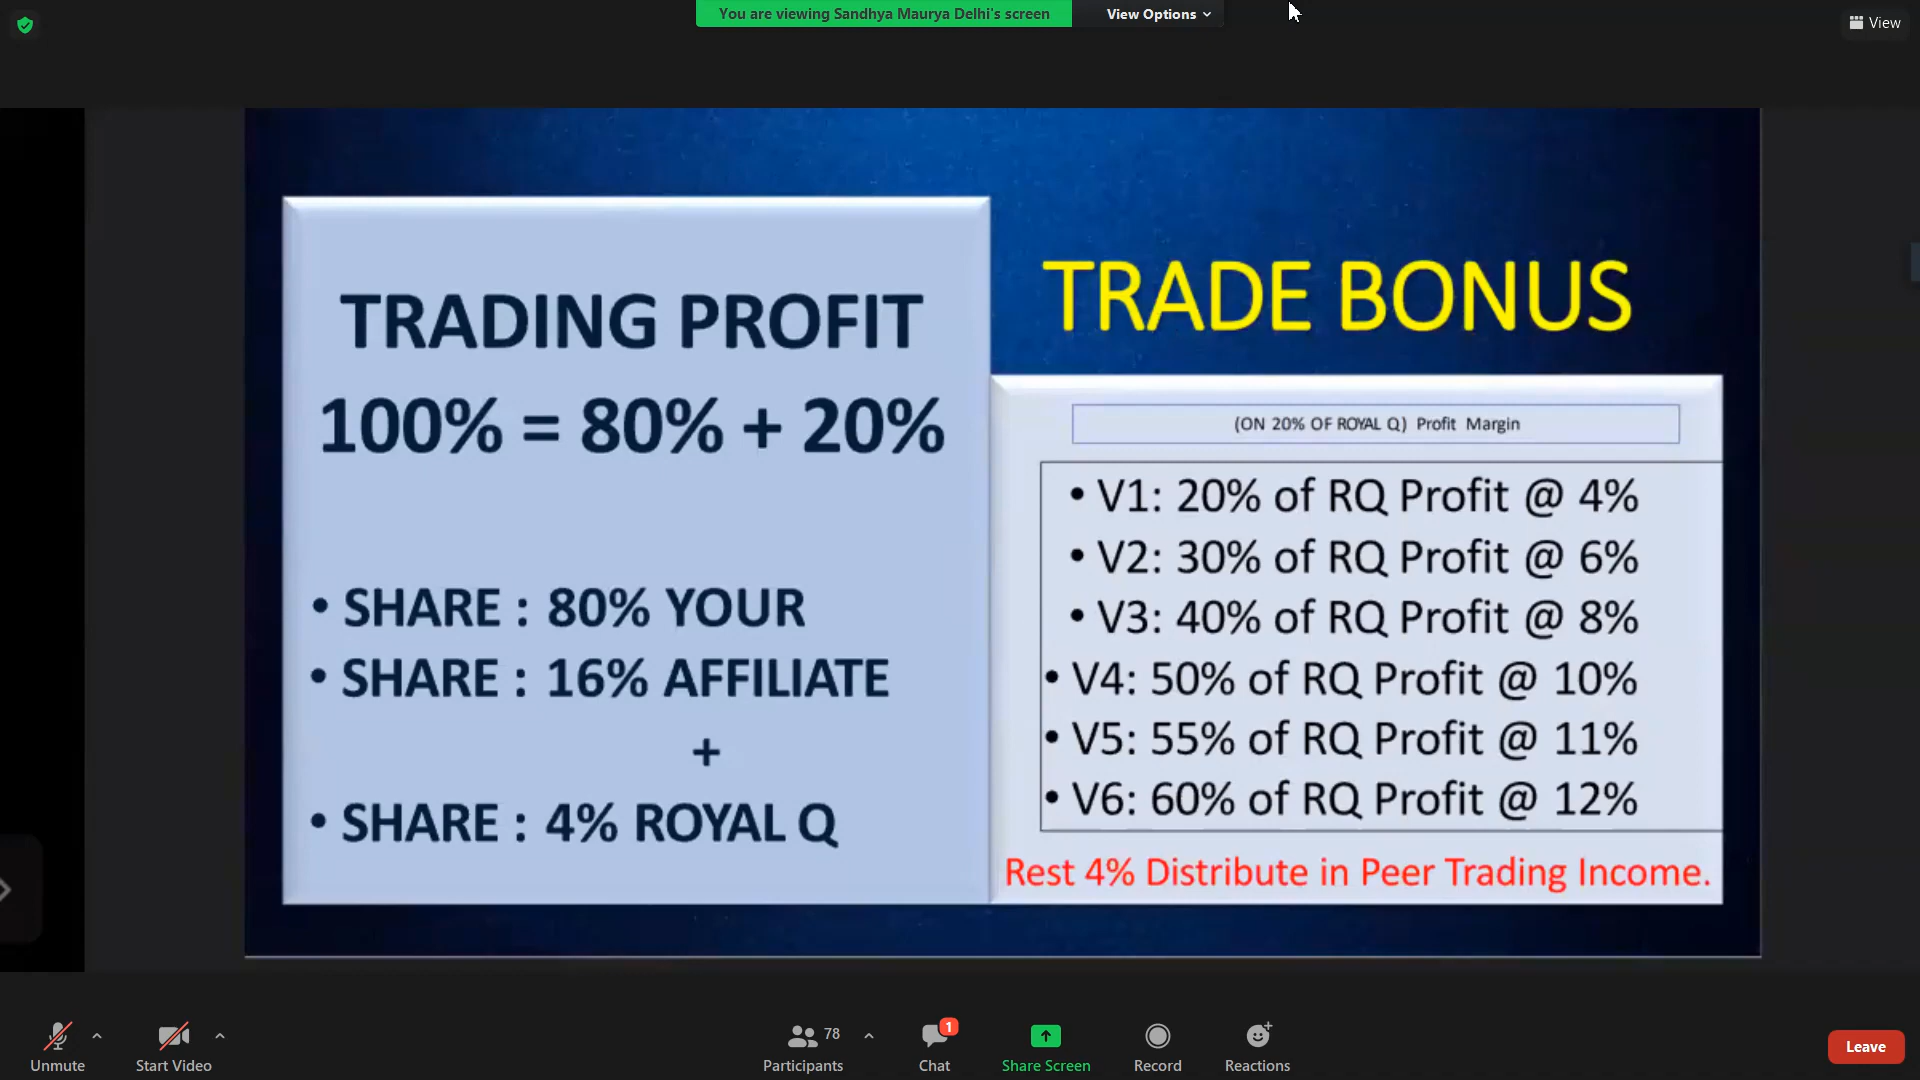 You are viewing Sandhya Maurya Delhi's screen
View Options
View
TRADING PROFIT
100% = 80% + 20%
• SHARE : 80% YOUR
• SHARE : 16% AFFILIATE
+
• SHARE : 4% ROYAL Q
TRADE BONUS
(ON 20% OF ROYAL Q) Profit Margin
• V1: 20% of RQ Profit @ 4%
• V2: 30% of RQ Profit @ 6%
• V3: 40% of RQ Profit @ 8%
• V4: 50% of RQ Profit @ 10%
• V5: 55% of RQ Profit @ 11%
• V6: 60% of RQ Profit @ 12%
Rest 4% Distribute in Peer Trading Income.
Unmute
Start Video
78
Participants
1
Chat
Share Screen
Record
Reactions
Leave